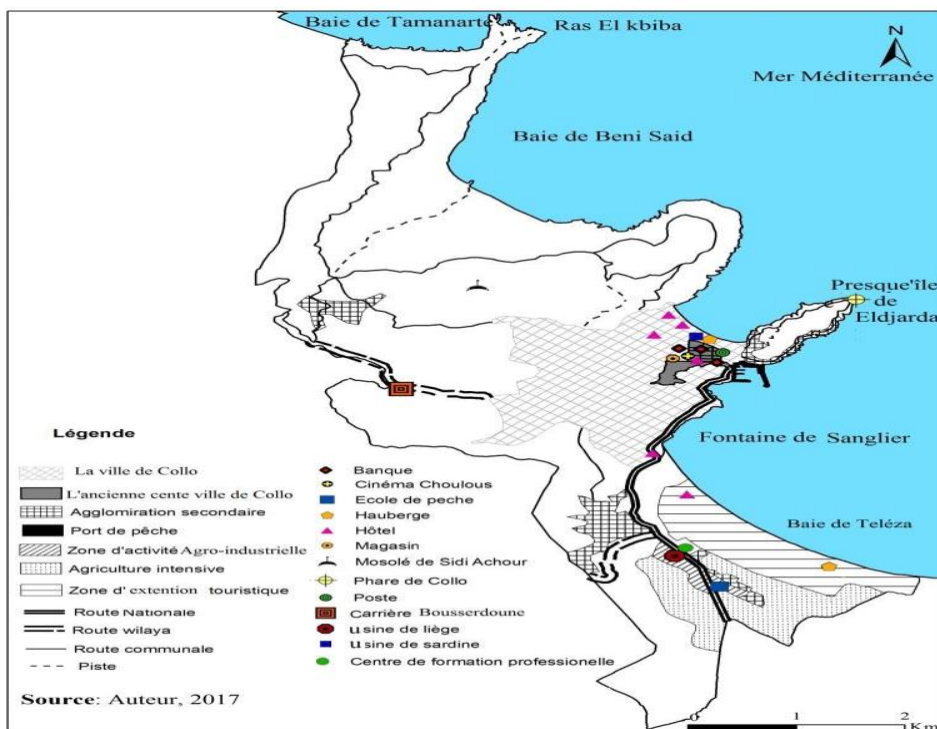 Baie de Tamanarte
Ras El kbiba
N
Mer Méditerranée
Baie de Beni Said
Presqu'île
de
Eldjarda
Fontaine de Sanglier
Baie de Teléza
Légende
La ville de Collo
L'ancienne cente ville de Collo
Agglomiration secondaire
Port de pêche
Zone d'activité Agro-industrielle
Agriculture intensive
Zone d'extention touristique
Route Nationale
Route wilaya
Route communale
Piste
Banque
Cinéma Choulous
Ecole de peche
Hauberge
Hôtel
Magasin
Mosolé de Sidi Achour
Phare de Collo
Poste
Carrière Bousserdoune
usine de liège
usine de sardine
Centre de formation professionelle
Source: Auteur, 2017
0 1 2
Km